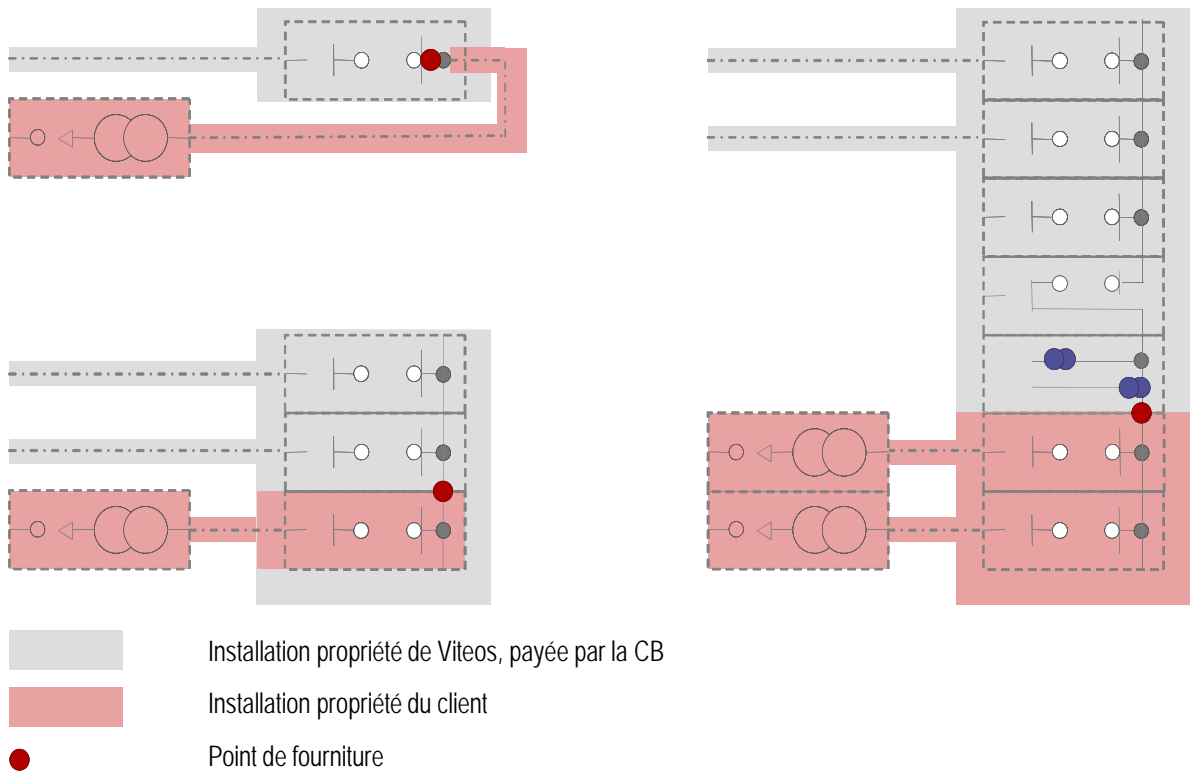 Installation propriété de Viteos, payée par la CB
Installation propriété du client
Point de fourniture